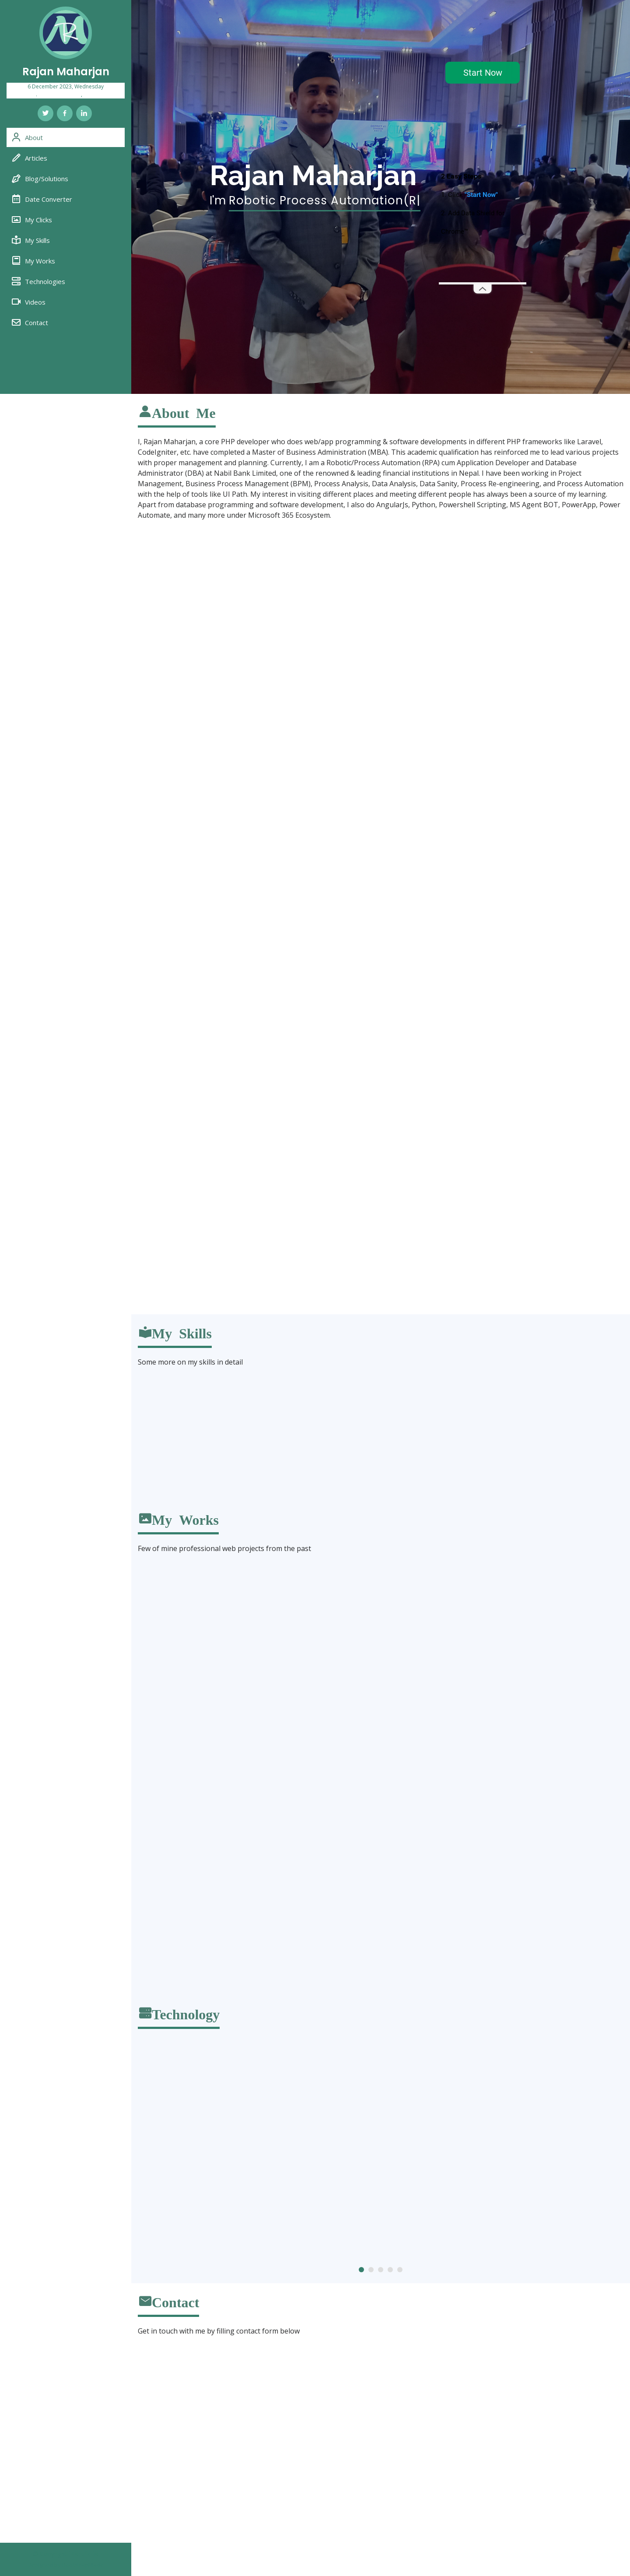 Rajan Maharjan
6 December 2023, Wednesday
About
Articles
Blog/Solutions
Date Converter
My Clicks
My Skills
My Works
Technologies
Videos
Contact
Start Now
Rajan Maharjan
I'm Robotic Process Automation(R|
"Start Now"
About Me
I, Rajan Maharjan, a core PHP developer who does web/app programming & software developments in different PHP frameworks like Laravel,
CodeIgniter, etc. have completed a Master of Business Administration (MBA). This academic qualification has reinforced me to lead various projects
with proper management and planning. Currently, I am a Robotic/Process Automation (RPA) cum Application Developer and Database
Administrator (DBA) at Nabil Bank Limited, one of the renowned & leading financial institutions in Nepal. I have been working in Project
Management, Business Process Management (BPM), Process Analysis, Data Analysis, Data Sanity, Process Re-engineering, and Process Automation
with the help of tools like UI Path. My interest in visiting different places and meeting different people has always been a source of my learning.
Apart from database programming and software development, I also do AngularJs, Python, Powershell Scripting, MS Agent BOT, PowerApp, Power
Automate, and many more under Microsoft 365 Ecosystem.
My Skills
Some more on my skills in detail
My Works
Few of mine professional web projects from the past
Technology
Contact
Get in touch with me by filling contact form below